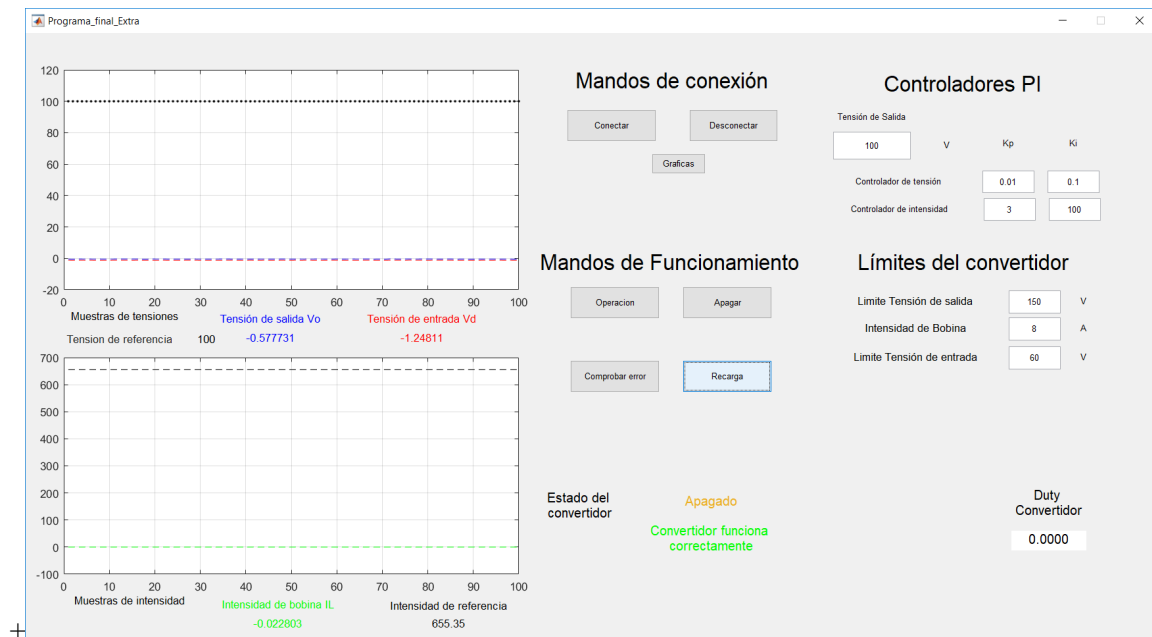 Programa_final_Extra
120
100
80
60
40
20
0
-20
0 10 20 30 40 50 60 70 80 90 100
Muestras de tensiones
Tensión de salida Vo
Tensión de entrada Vd
Tension de referencia 100 -0.577731 -1.24811
700
600
500
400
300
200
100
0
-100
0 10 20 30 40 50 60 70 80 90 100
Muestras de intensidad
Intensidad de bobina IL
Intensidad de referencia
-0.022803 655.35
Mandos de conexión
Conectar Desconectar
Graficas
Mandos de Funcionamiento
Operacion Apagar
Comprobar error Recarga
Estado del
convertidor
Apagado
Convertidor funciona
correctamente
Controladores PI
Tensión de Salida
100 V Kp Ki
Controlador de tensión 0.01 0.1
Controlador de intensidad 3 100
Límites del convertidor
Limite Tensión de salida 150 V
Intensidad de Bobina 8 A
Limite Tensión de entrada 60 V
Duty
Convertidor
0.0000